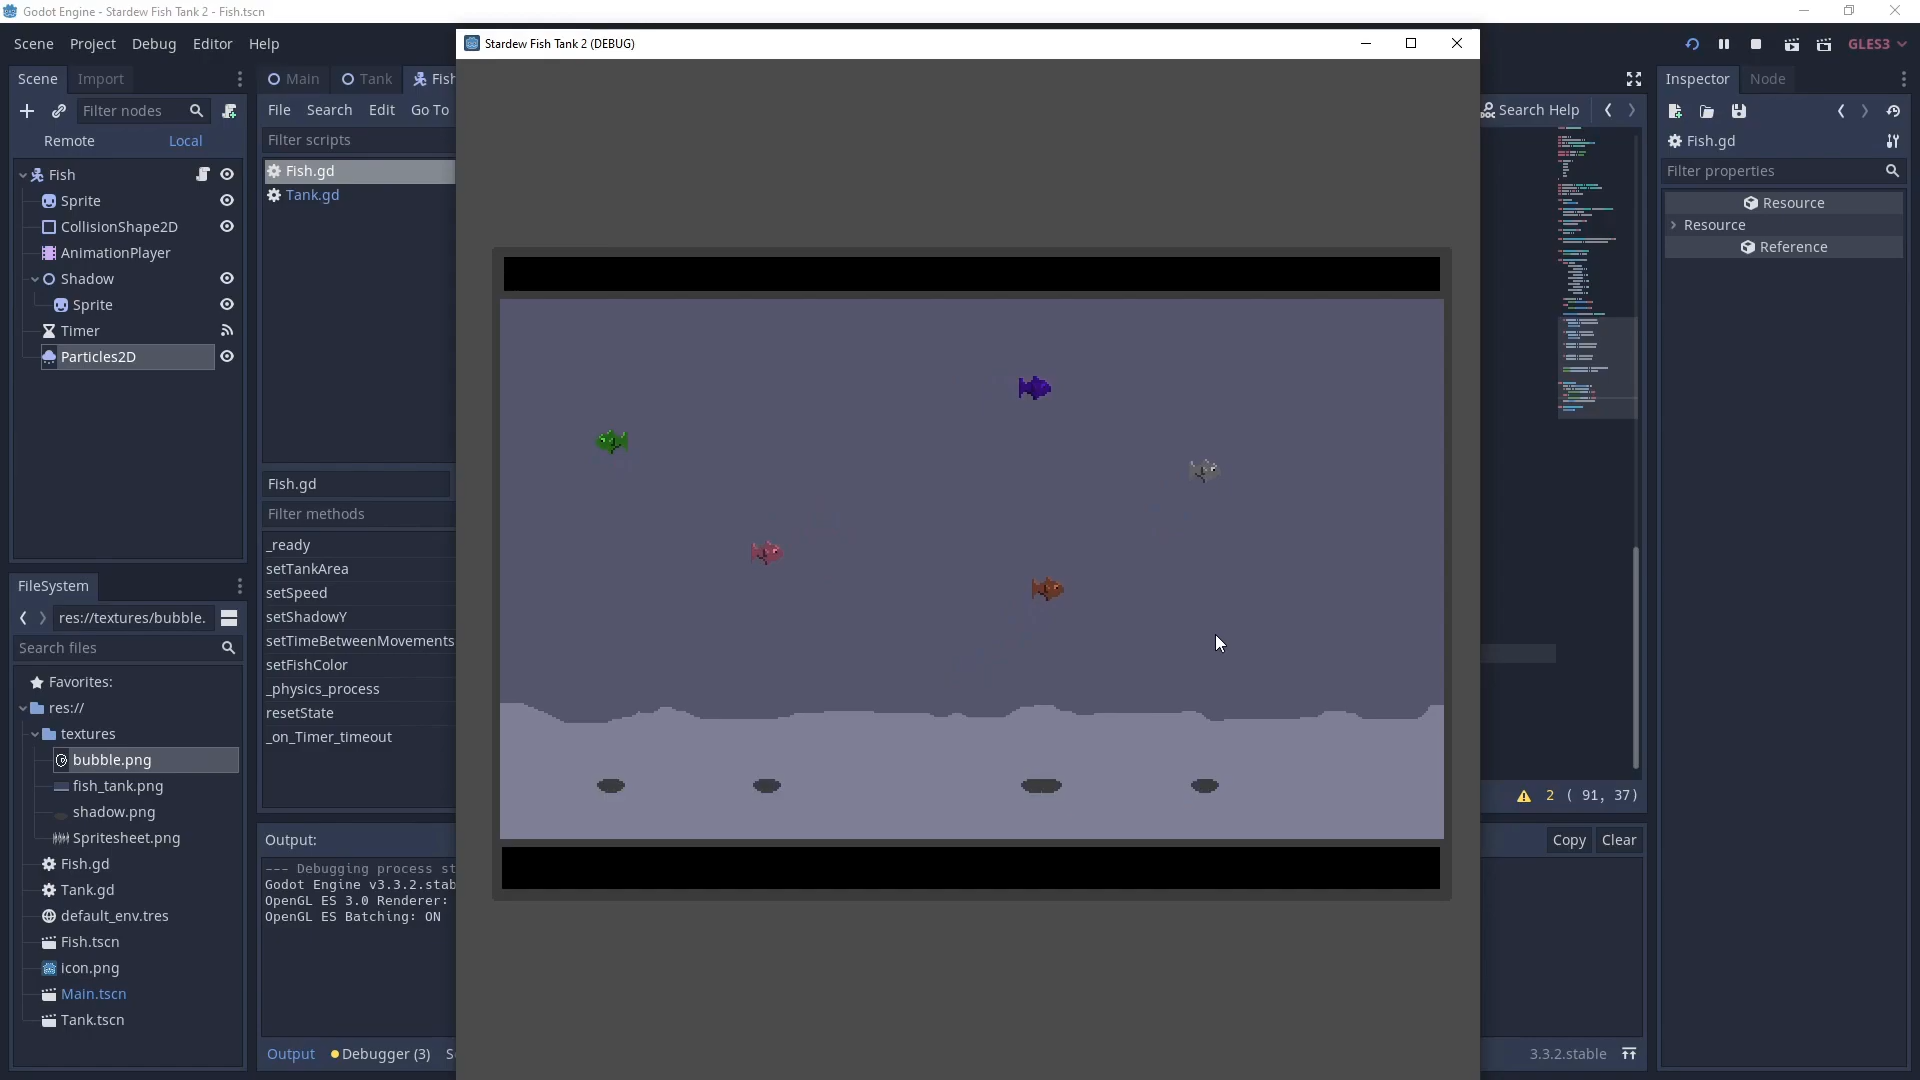 Godot Engine - Stardew Fish Tank 2 - Fish.tscn
Scene Project Debug Editor Help
GLES3
Stardew Fish Tank 2 (DEBUG)
Scene Import
Filter nodes
Remote Local
Fish
Sprite
CollisionShape2D
AnimationPlayer
Shadow
Sprite
Timer
Particles2D
FileSystem
res://textures/bubble.
Search files
Favorites:
res://
textures
bubble.png
fish_tank.png
shadow.png
Spritesheet.png
Fish.gd
Tank.gd
default_env.tres
Fish.tscn
icon.png
Main.tscn
Tank.tscn
Main Tank Fish
File Search Edit Go To
Search Help
Filter scripts
Fish.gd
Tank.gd
Fish.gd
Filter methods
_ready
setTankArea
setSpeed
setShadowY
setTimeBetweenMovements
setFishColor
_physics_process
resetState
_on_Timer_timeout
2 ( 91, 37)
Output:
Copy Clear
--- Debugging process st
Godot Engine v3.3.2.stab
OpenGL ES 3.0 Renderer:
OpenGL ES Batching: ON
Output Debugger (3)
3.3.2.stable
Inspector Node
Fish.gd
Filter properties
Resource
Resource
Reference